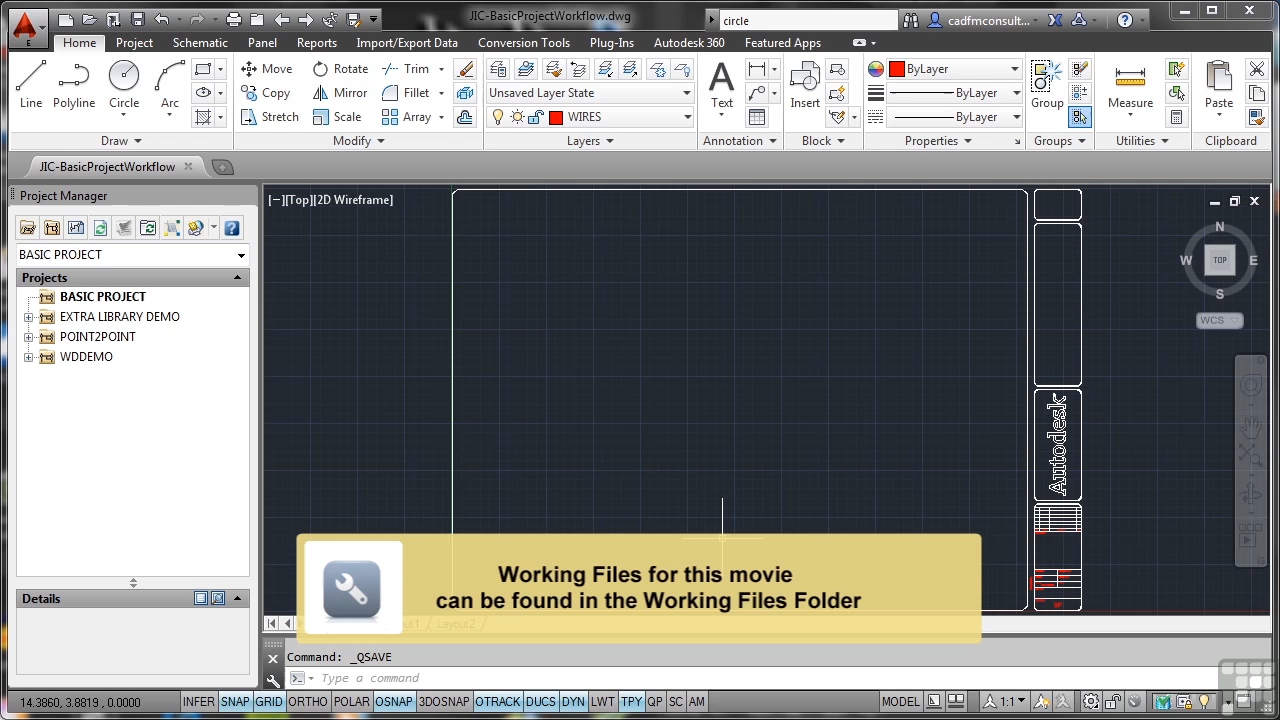 JIC-BasicProjectWorkflow.dwg
circle
cadfmconsult...
E
Home
Project
Schematic
Panel
Reports
Import/Export Data
Conversion Tools
Plug-Ins
Autodesk 360
Featured Apps
Line
Polyline
Circle
Arc
Move
Rotate
Trim
Copy
Mirror
Fillet
Stretch
Scale
Array
Unsaved Layer State
WIRES
Text
Insert
ByLayer
ByLayer
ByLayer
Group
Measure
Paste
Draw
Modify
Layers
Annotation
Block
Properties
Groups
Utilities
Clipboard
JIC-BasicProjectWorkflow
Project Manager
BASIC PROJECT
Projects
BASIC PROJECT
EXTRA LIBRARY DEMO
POINT2POINT
WDDEMO
Details
[−][Top][2D Wireframe]
N
W
TOP
E
S
WCS
Autodesk
Working Files for this movie
can be found in the Working Files Folder
Layout2
Command: _QSAVE
Type a command
14.3860, 3.8819 , 0.0000
INFER SNAP GRID ORTHO POLAR OSNAP 3DOSNAP OTRACK DUCS DYN LWT TPY QP SC AM
MODEL
1:1